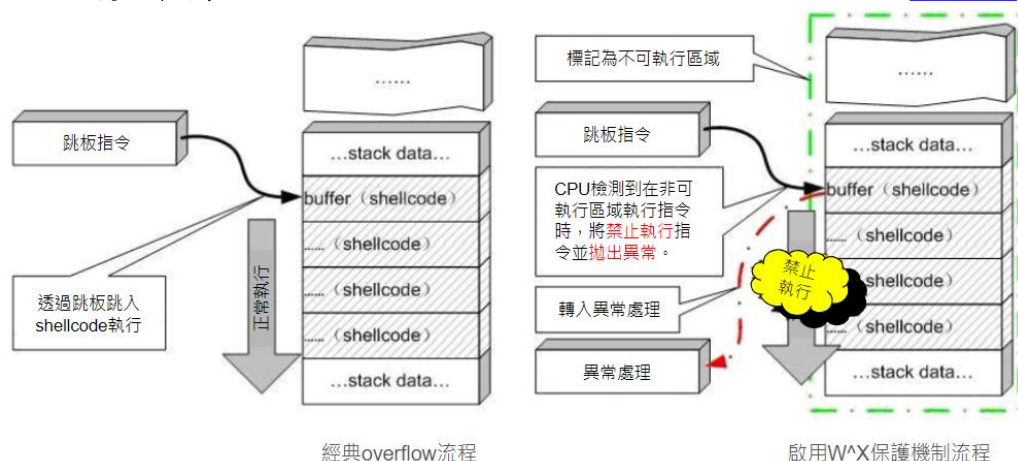 ……
跳板指令
…stack data…
buffer（shellcode）
……（shellcode）
……（shellcode）
……（shellcode）
…stack data…
正常執行
透過跳板跳入
shellcode執行
經典overflow流程
標記為不可執行區域
……
跳板指令
…stack data…
CPU檢測到在非可
執行區域執行指令
時，將禁止執行指
令並拋出異常。
buffer（shellcode）
……（shellcode）
（shellcode）
……（shellcode）
禁止
執行
轉入異常處理
異常處理
…stack data…
啟用W^X保護機制流程